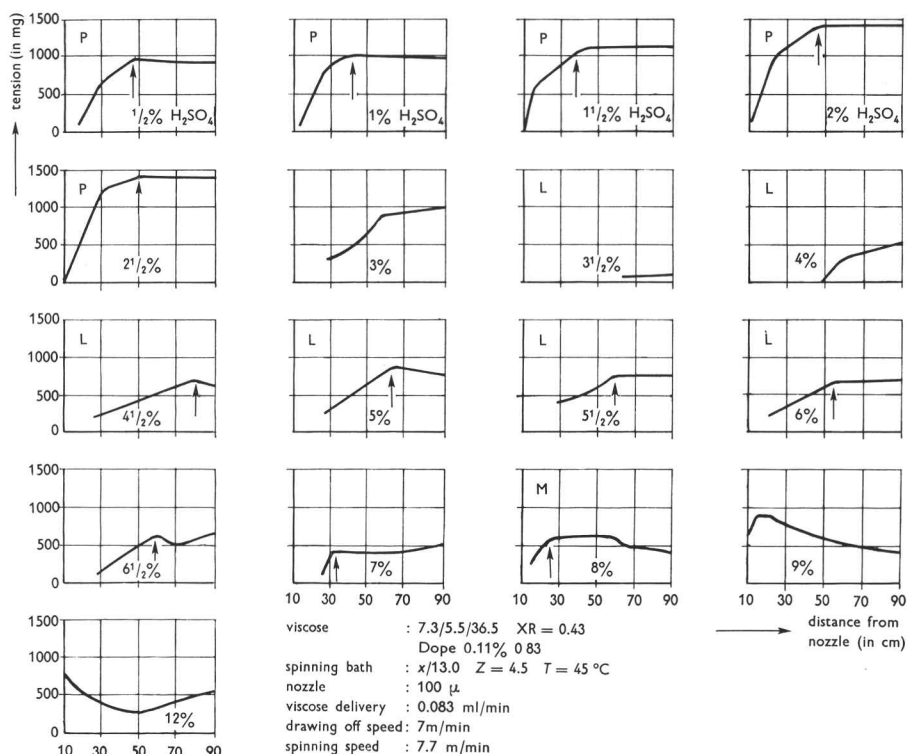 tension (in mg)
1500
1000
500
0
P
1/2% H2SO4
P
1% H2SO4
P
11/2% H2SO4
P
2% H2SO4
1500
1000
500
0
P
21/2%
3%
L
31/2%
L
4%
1500
1000
500
0
L
41/2%
L
5%
L
51/2%
L
6%
1500
1000
500
0
61/2%
7%
M
8%
9%
10 30 50 70 90
10 30 50 70 90
10 30 50 70 90
distance from
nozzle (in cm)
1500
1000
500
0
12%
10 30 50 70 90
viscose : 7.3/5.5/36.5 XR = 0.43
Dope 0.11% 0 83
spinning bath : x/13.0 Z = 4.5 T = 45 °C
nozzle : 100 μ
viscose delivery : 0.083 ml/min
drawing off speed : 7m/min
spinning speed : 7.7 m/min